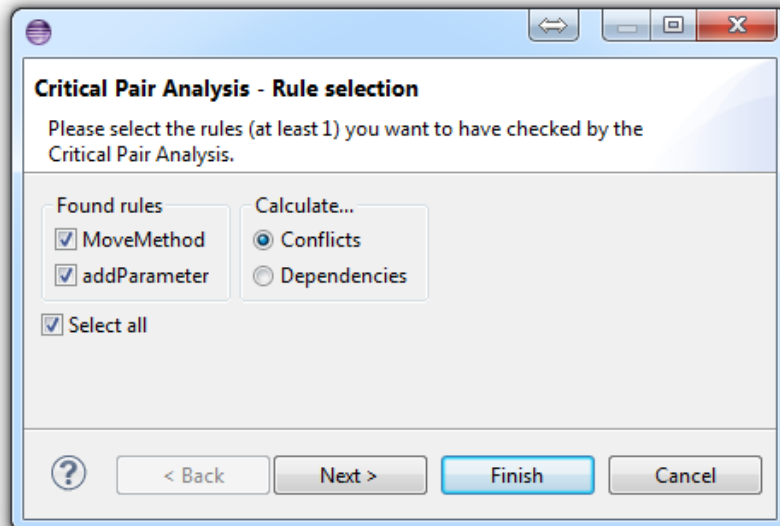 Critical Pair Analysis - Rule selection
Please select the rules (at least 1) you want to have checked by the
Critical Pair Analysis.
Found rules
MoveMethod
addParameter
Calculate...
Conflicts
Dependencies
Select all
?
< Back
Next >
Finish
Cancel